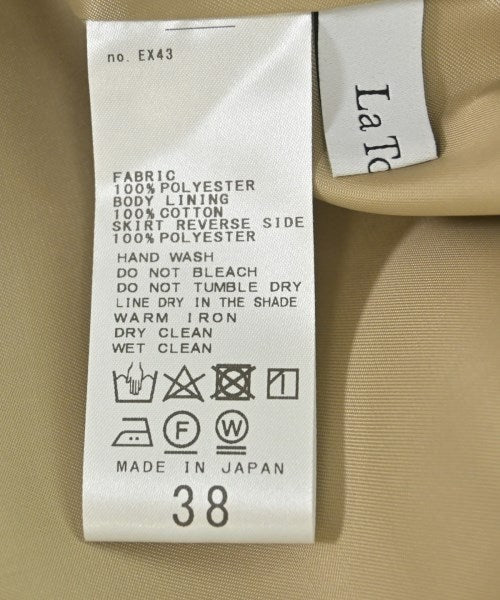 no. EX43
La To
FABRIC
100% POLYESTER
BODY LINING
100% COTTON
SKIRT REVERSE SIDE
100% POLYESTER
HAND WASH
DO NOT BLEACH
DO NOT TUMBLE DRY
LINE DRY IN THE SHADE
WARM IRON
DRY CLEAN
WET CLEAN
F W
MADE IN JAPAN
38